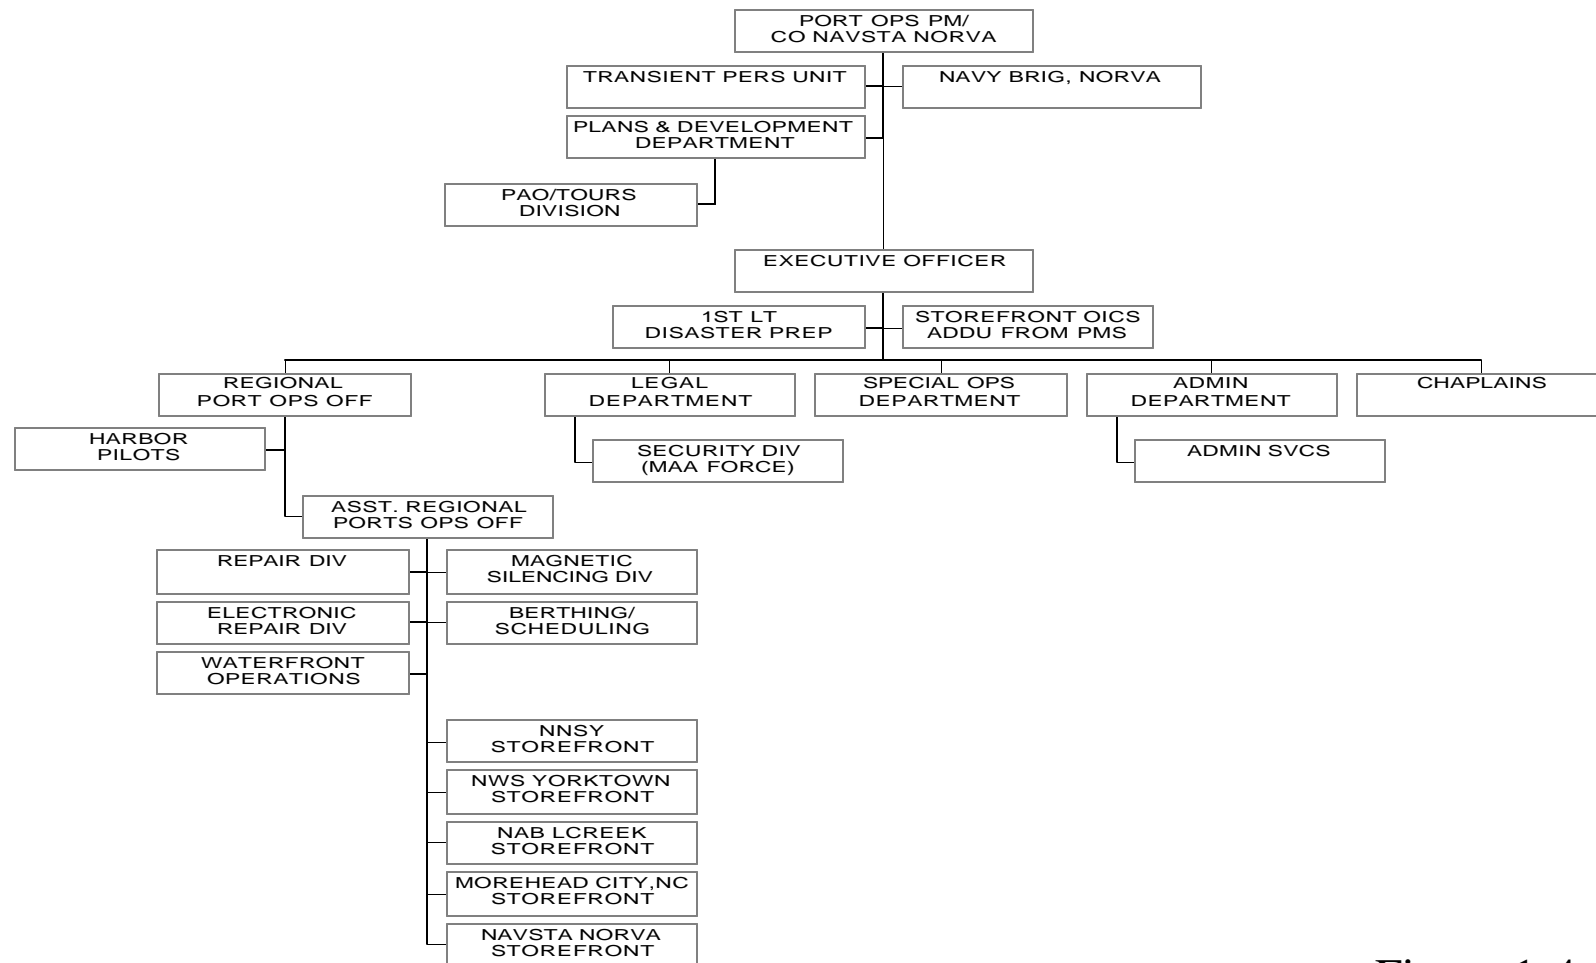 PORT OPS PM/
CO NAVSTA NORVA
TRANSIENT PERS UNIT
NAVY BRIG, NORVA
PLANS & DEVELOPMENT
DEPARTMENT
PAO/TOURS
DIVISION
EXECUTIVE OFFICER
1ST LT
DISASTER PREP
STOREFRONT OICS
ADDU FROM PMS
REGIONAL
PORT OPS OFF
LEGAL
DEPARTMENT
SPECIAL OPS
DEPARTMENT
ADMIN
DEPARTMENT
CHAPLAINS
HARBOR
PILOTS
SECURITY DIV
(MAA FORCE)
ADMIN SVCS
ASST. REGIONAL
PORTS OPS OFF
REPAIR DIV
MAGNETIC
SILENCING DIV
ELECTRONIC
REPAIR DIV
BERTHING/
SCHEDULING
WATERFRONT
OPERATIONS
NNSY
STOREFRONT
NWS YORKTOWN
STOREFRONT
NAB LCREEK
STOREFRONT
MOREHEAD CITY,NC
STOREFRONT
NAVSTA NORVA
STOREFRONT